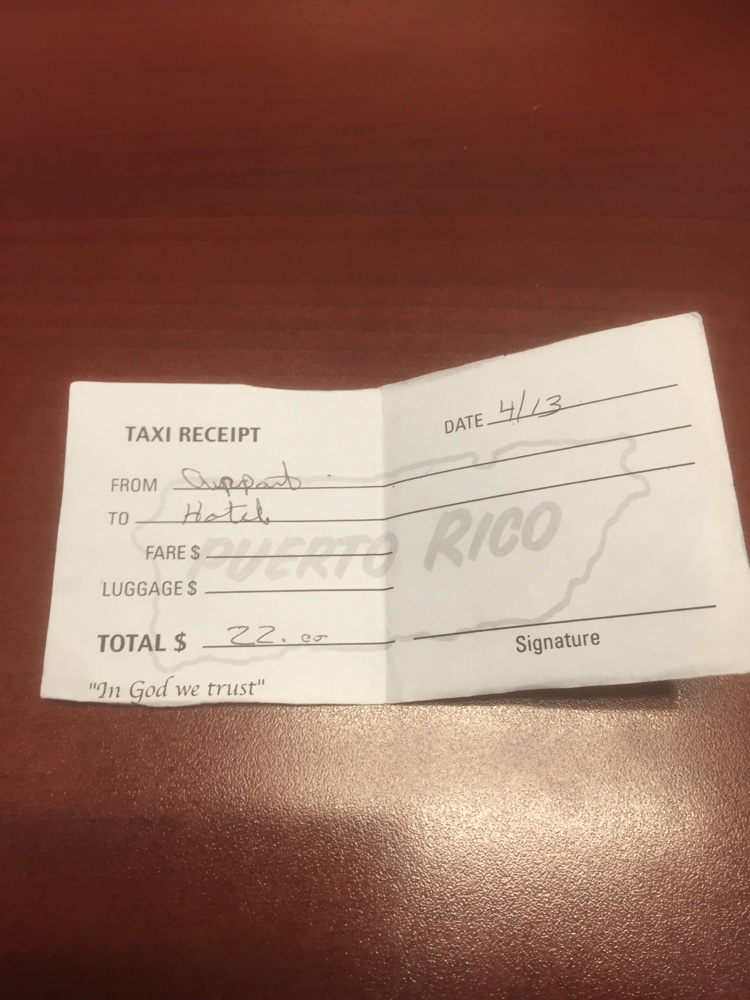 TAXI RECEIPT
DATE 4/13
FROM Airport
TO Hotel
FARE $
PUERTO RICO
LUGGAGE $
TOTAL $ 22.00
Signature
"In God we trust"